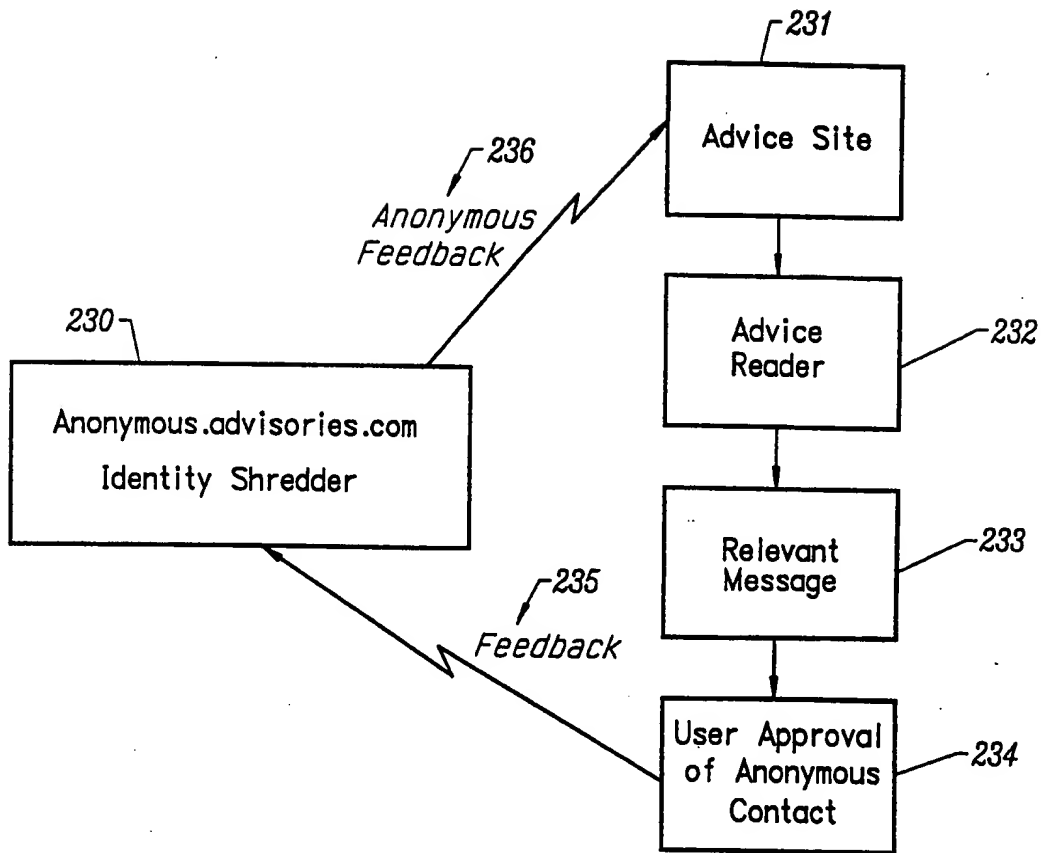 231
Advice Site
236
Anonymous
Feedback
230
Anonymous.advisories.com
Identity Shredder
Advice
Reader
232
Relevant
Message
233
235
Feedback
User Approval
of Anonymous
Contact
234